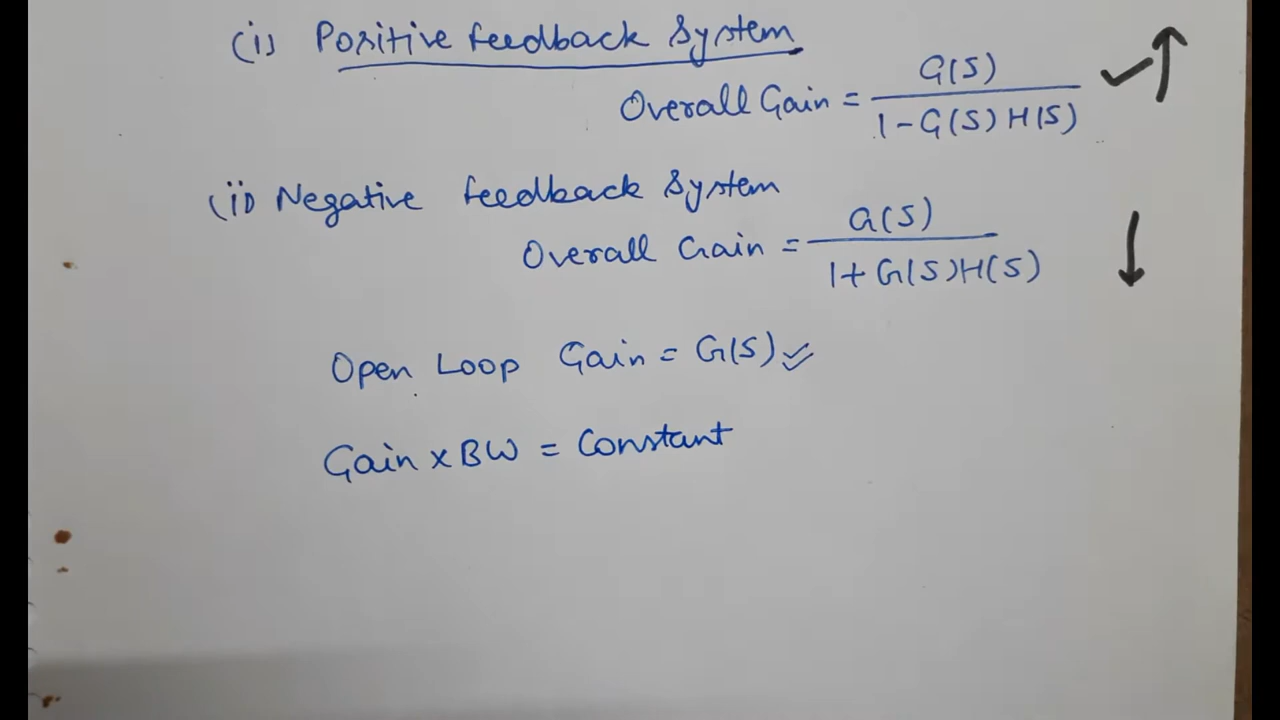 (i) Positive feedback System
Overall Gain = G(S) / 1 - G(S) H(S)
(ii) Negative feedback System
Overall Gain = G(S) / 1 + G(S) H(S)
Open Loop Gain = G(S)
Gain × BW = Constant